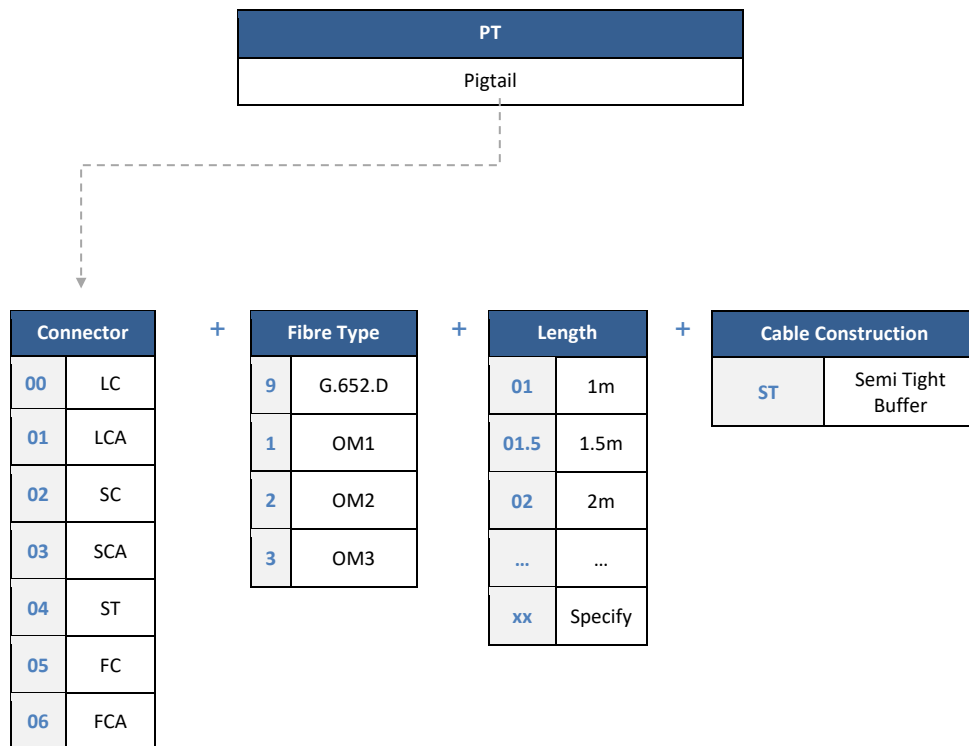 PT
Pigtail
Connector + Fibre Type + Length + Cable Construction
00 LC
01 LCA
02 SC
03 SCA
04 ST
05 FC
06 FCA
9 G.652.D
1 OM1
2 OM2
3 OM3
01 1m
01.5 1.5m
02 2m
... ...
xx Specify
ST Semi Tight
Buffer